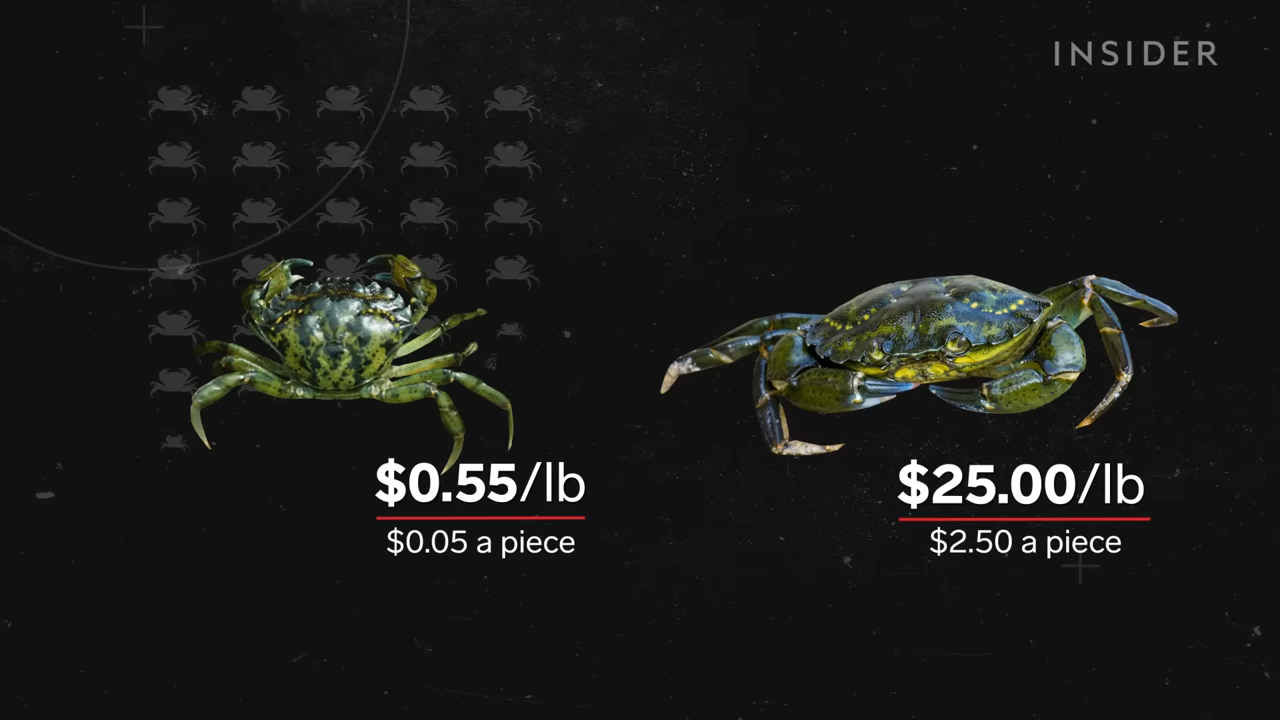 INSIDER
$0.55/lb
$0.05 a piece
$25.00/lb
$2.50 a piece